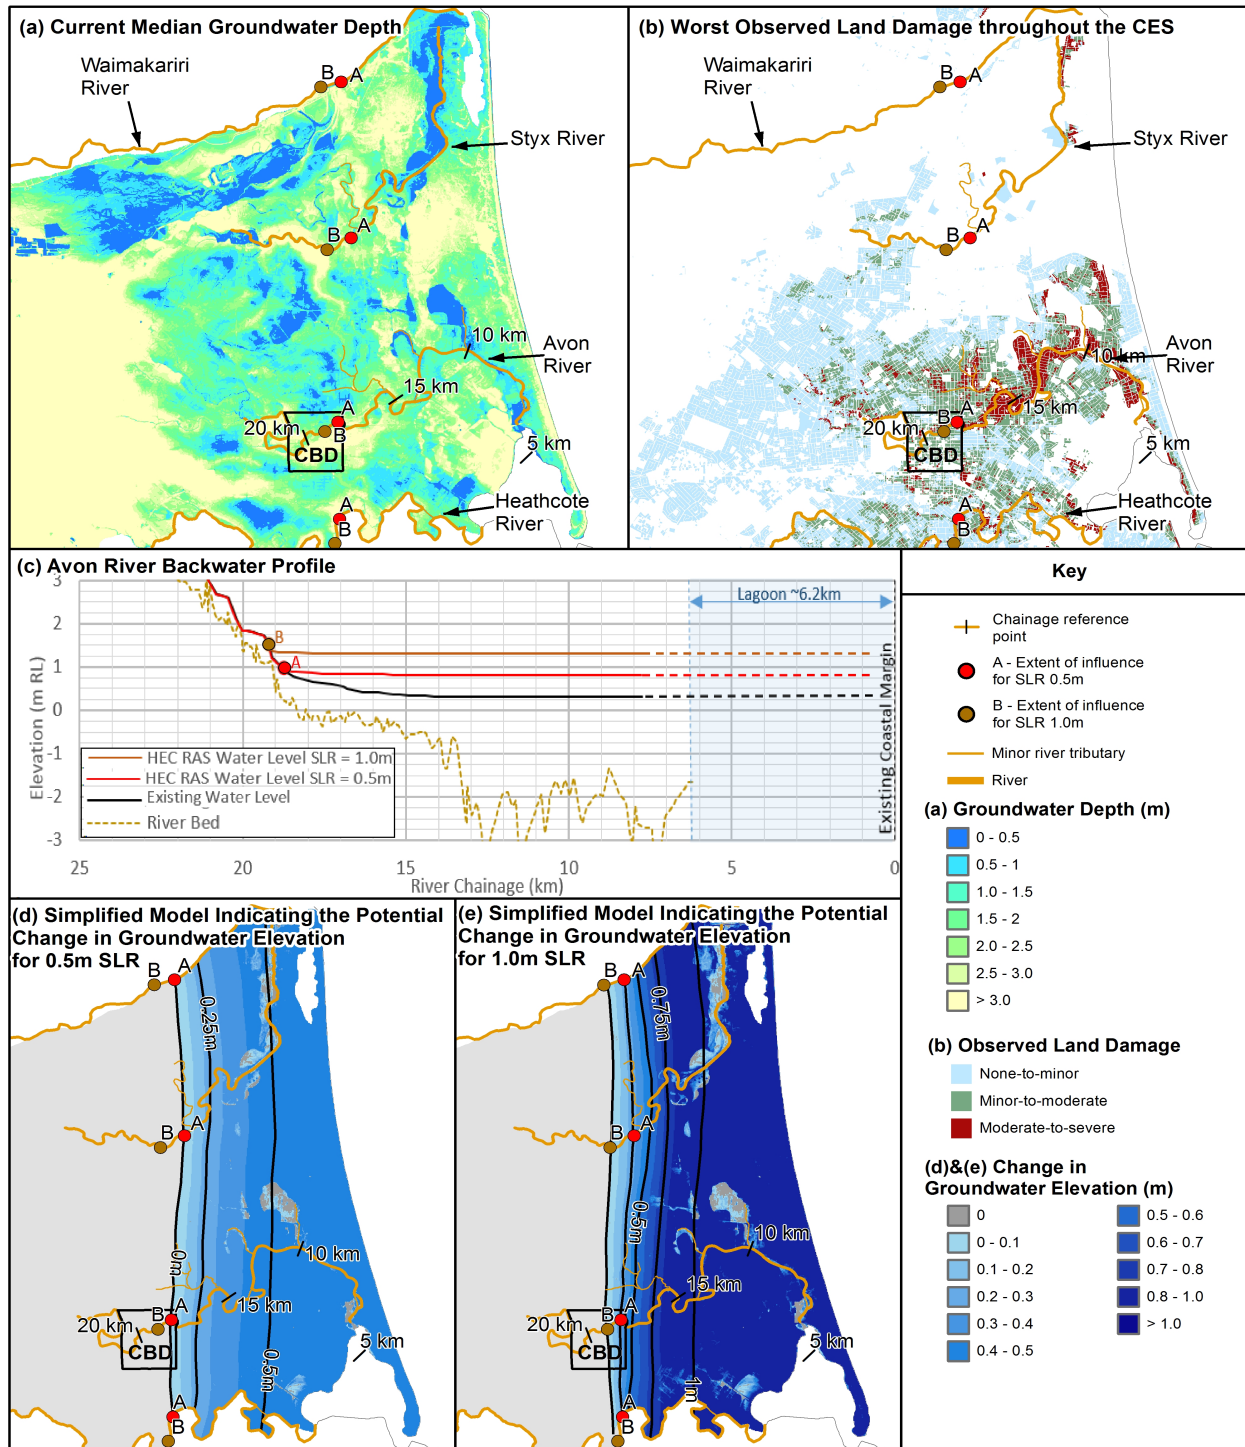 (a) Current Median Groundwater Depth
Waimakariri
River
B
A
Styx River
B
A
10 km
Avon
River
15 km
A
20 km
B
CBD
5 km
Heathcote
River
A
B
(b) Worst Observed Land Damage throughout the CES
Waimakariri
River
B
A
Styx River
B
A
10 km
Avon
River
15 km
A
20 km
B
CBD
5 km
Heathcote
River
A
B
(c) Avon River Backwater Profile
Lagoon ~6.2km
Existing Coastal Margin
B
A
Elevation (m RL)
3
2
1
0
-1
-2
-3
HEC RAS Water Level SLR = 1.0m
HEC RAS Water Level SLR = 0.5m
Existing Water Level
River Bed
25
20
15
10
5
0
River Chainage (km)
Key
Chainage reference
point
A - Extent of influence
for SLR 0.5m
B - Extent of influence
for SLR 1.0m
Minor river tributary
River
(a) Groundwater Depth (m)
0 - 0.5
0.5 - 1
1.0 - 1.5
1.5 - 2
2.0 - 2.5
2.5 - 3.0
> 3.0
(b) Observed Land Damage
None-to-minor
Minor-to-moderate
Moderate-to-severe
(d)&(e) Change in
Groundwater Elevation (m)
0
0 - 0.1
0.1 - 0.2
0.2 - 0.3
0.3 - 0.4
0.4 - 0.5
0.5 - 0.6
0.6 - 0.7
0.7 - 0.8
0.8 - 1.0
> 1.0
(d) Simplified Model Indicating the Potential
Change in Groundwater Elevation
for 0.5m SLR
B
A
0.25m
B
A
0m
10 km
15 km
A
20 km
B
CBD
0.5m
5 km
A
B
(e) Simplified Model Indicating the Potential
Change in Groundwater Elevation
for 1.0m SLR
B
A
0.75m
B
A
0.5m
10 km
15 km
A
20 km
B
CBD
1m
5 km
A
B